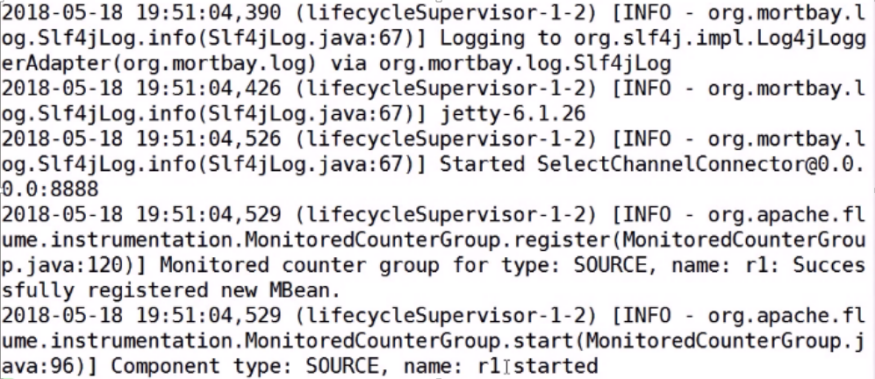 2018-05-18 19:51:04,390 (lifecycleSupervisor-1-2) [INFO - org.mortbay.l
og.Slf4jLog.info(Slf4jLog.java:67)] Logging to org.slf4j.impl.Log4jLogg
erAdapter(org.mortbay.log) via org.mortbay.log.Slf4jLog
2018-05-18 19:51:04,426 (lifecycleSupervisor-1-2) [INFO - org.mortbay.l
og.Slf4jLog.info(Slf4jLog.java:67)] jetty-6.1.26
2018-05-18 19:51:04,526 (lifecycleSupervisor-1-2) [INFO - org.mortbay.l
og.Slf4jLog.info(Slf4jLog.java:67)] Started SelectChannelConnector@0.0.
0.0:8888
2018-05-18 19:51:04,529 (lifecycleSupervisor-1-2) [INFO - org.apache.fl
ume.instrumentation.MonitoredCounterGroup.register(MonitoredCounterGrou
p.java:120)] Monitored counter group for type: SOURCE, name: r1: Succes
sfully registered new MBean.
2018-05-18 19:51:04,529 (lifecycleSupervisor-1-2) [INFO - org.apache.fl
ume.instrumentation.MonitoredCounterGroup.start(MonitoredCounterGroup.j
ava:96)] Component type: SOURCE, name: r1 started